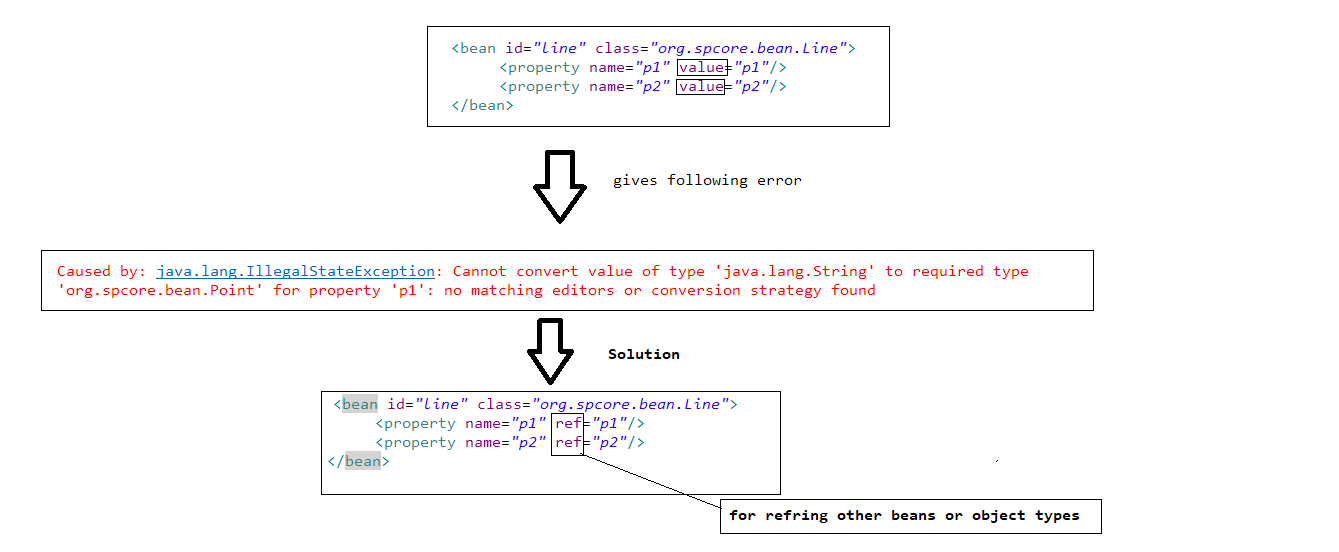 <bean id="line" class="org.spcore.bean.Line">
<property name="p1" value="p1"/>
<property name="p2" value="p2"/>
</bean>
gives following error
Caused by: java.lang.IllegalStateException: Cannot convert value of type 'java.lang.String' to required type
'org.spcore.bean.Point' for property 'p1': no matching editors or conversion strategy found
Solution
<bean id="line" class="org.spcore.bean.Line">
<property name="p1" ref="p1"/>
<property name="p2" ref="p2"/>
</bean>
for refring other beans or object types